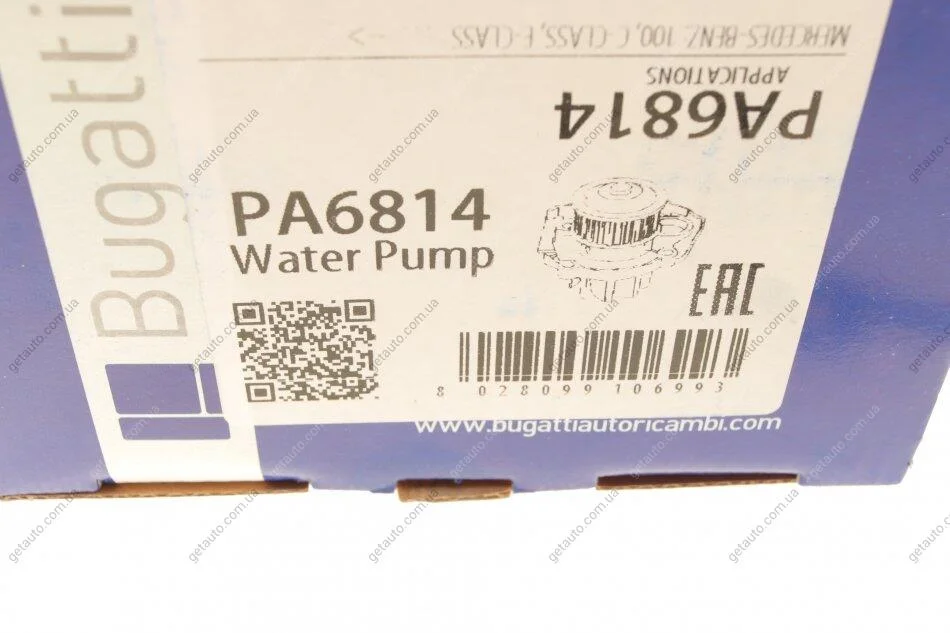 MERCEDES-BENZ 100, C-CLASS, E-CLASS ... -->
APPLICATIONS
PA6814
Bugatti
PA6814
Water Pump
EAC
8 028099 106993
www.bugattiautoricambi.com
getauto.com.ua